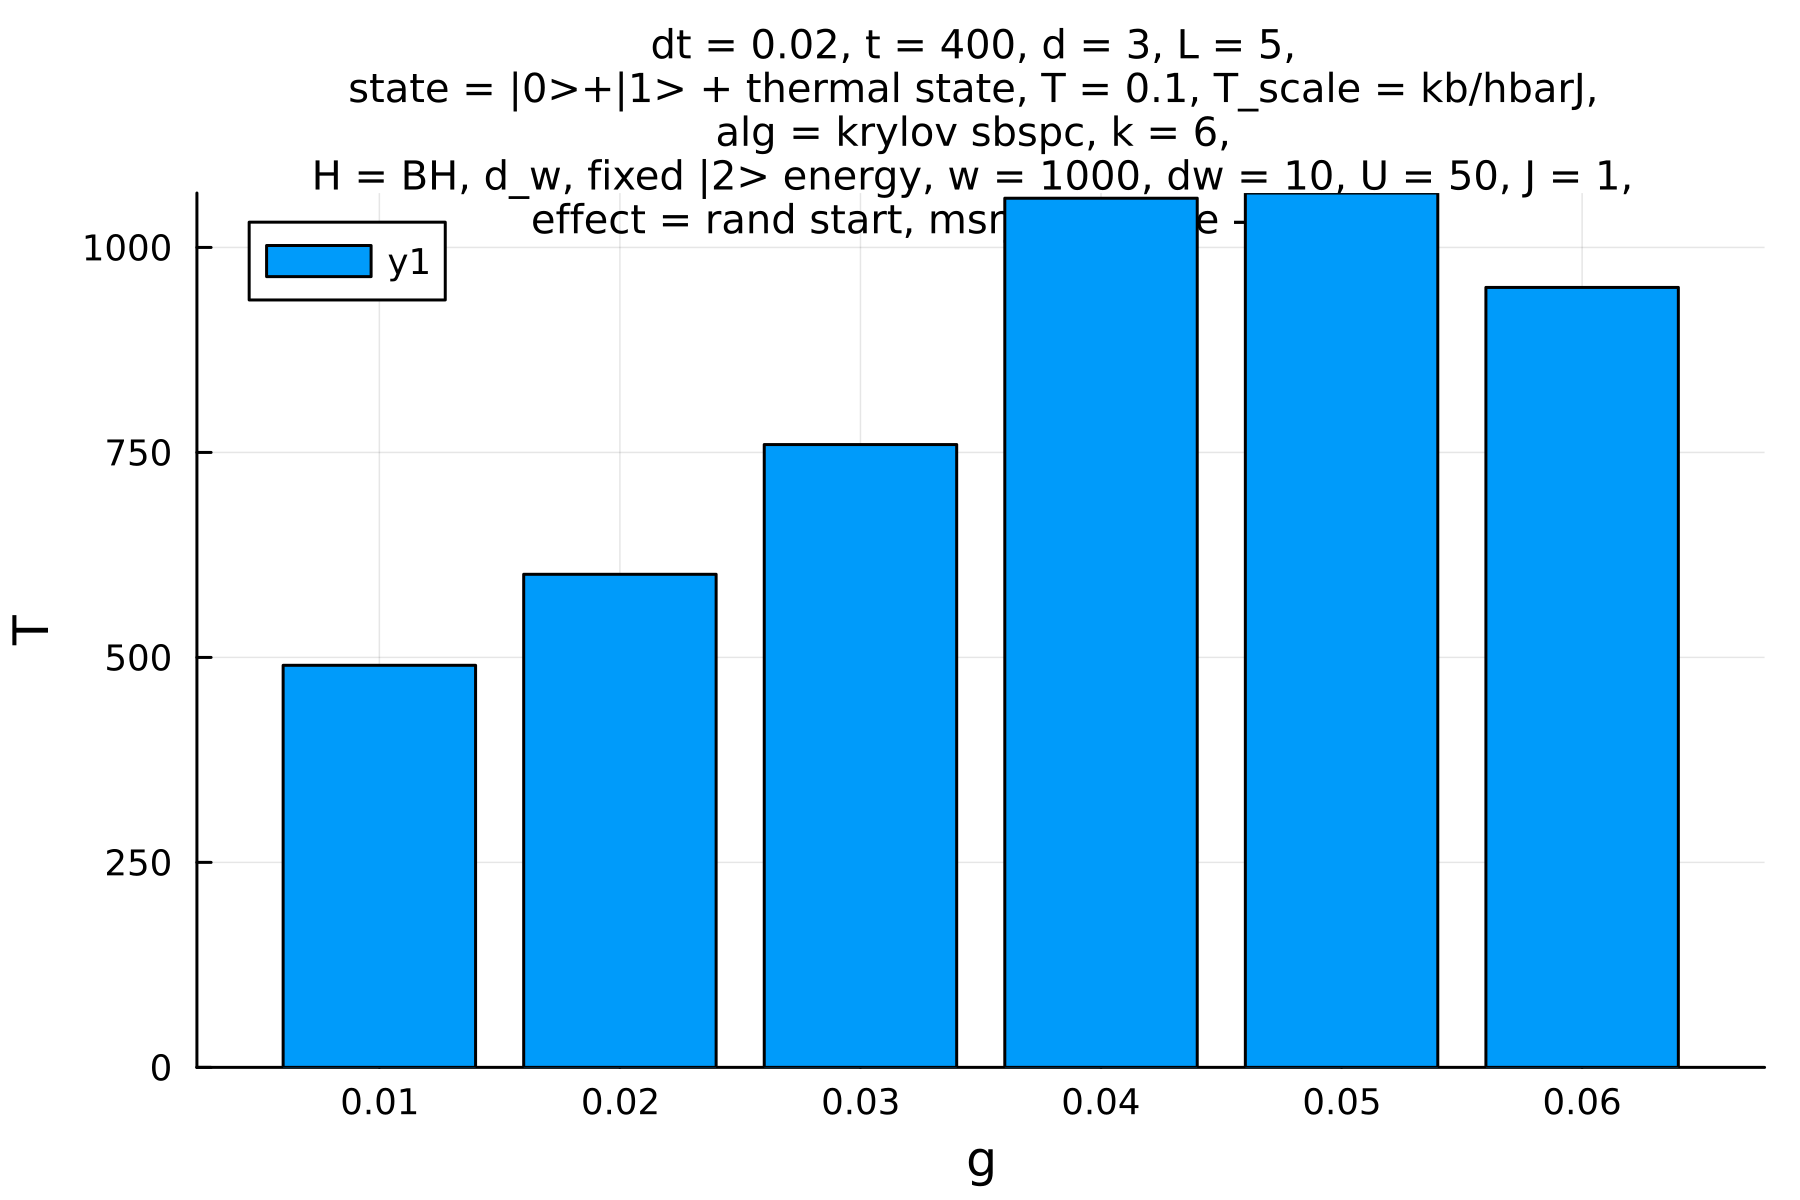 dt = 0.02, t = 400, d = 3, L = 5,
state = |0>+|1> + thermal state, T = 0.1, T_scale = kb/hbarJ,
alg = krylov sbspc, k = 6,
H = BH, d_w, fixed |2> energy, w = 1000, dw = 10, U = 50, J = 1,
effect = rand start,
y1
1000
750
500
250
0
T
0.01 0.02 0.03 0.04 0.05 0.06
g